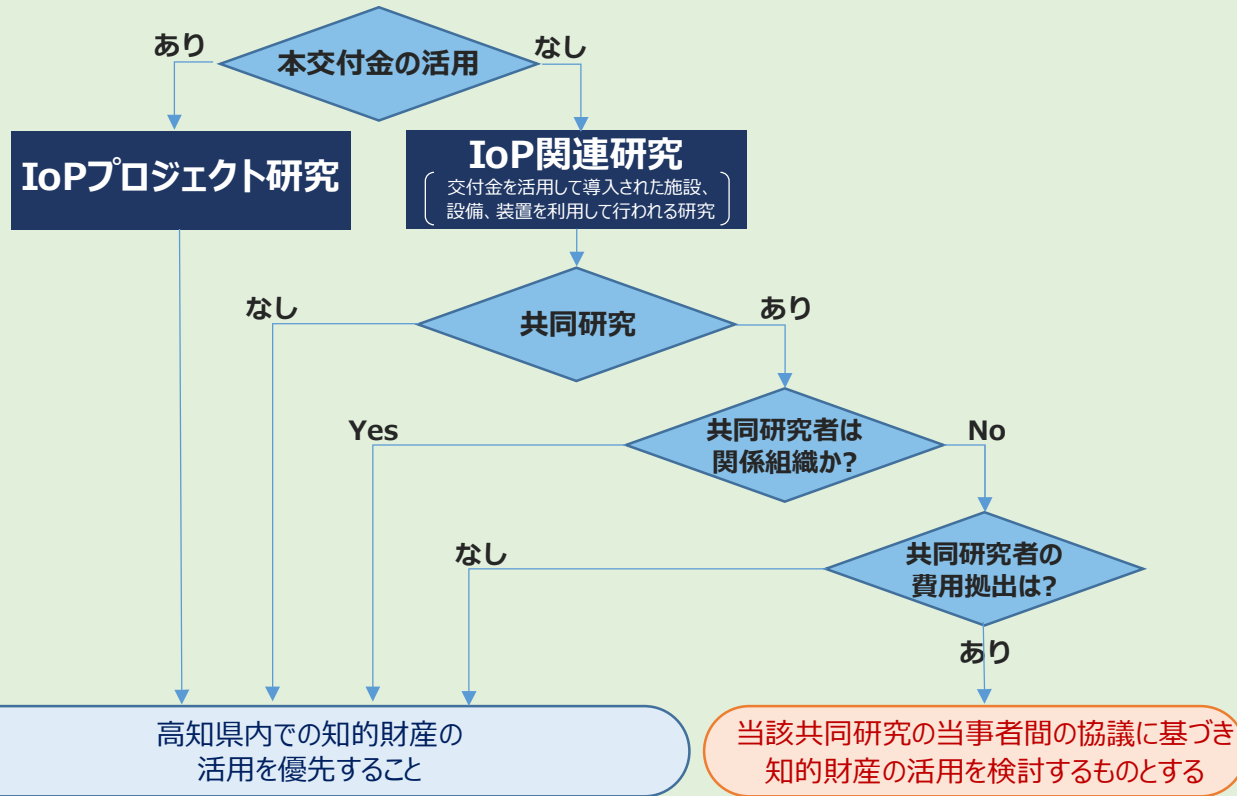 あり
なし
本交付金の活用
IoPプロジェクト研究
IoP関連研究
交付金を活用して導入された施設、
設備、装置を利用して行われる研究
なし
あり
共同研究
Yes
No
共同研究者は
関係組織か?
なし
共同研究者の
費用拠出は?
あり
高知県内での知的財産の
活用を優先すること
当該共同研究の当事者間の協議に基づき
知的財産の活用を検討するものとする